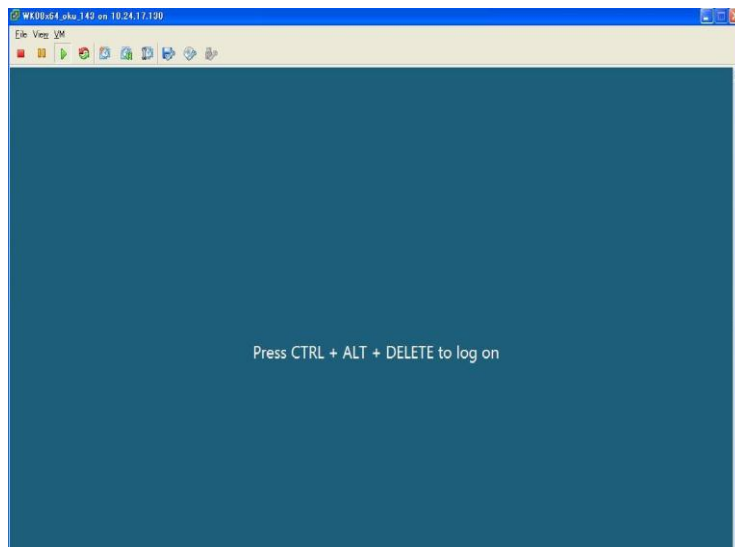 WK08x64_oku_143 on 10.24.17.130
File View VM
Press CTRL + ALT + DELETE to log on